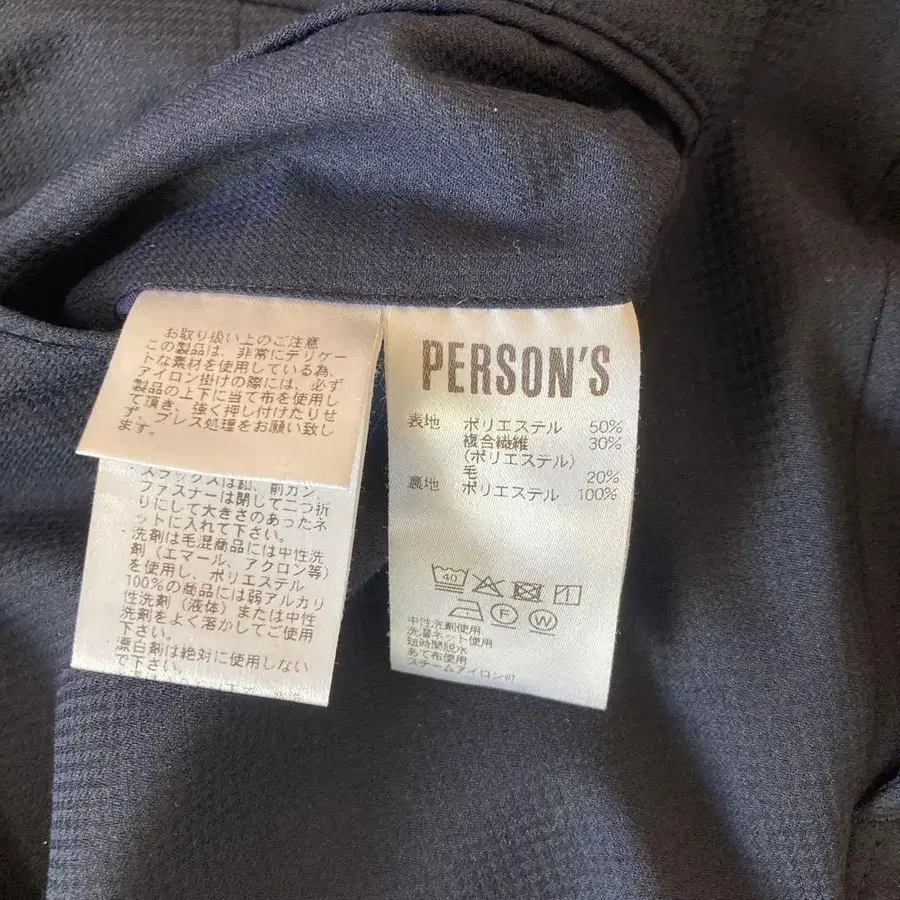 お取り扱い上のご注意
この製品は、非常にデリケー
トな素材を使用している為、
アイロン掛けの際には、必ず
製品の上下に当て布を使用し
て頂き、強く押し付けたりせ
ず、プレス処理をお願い致し
ます。
スラックスは釦、前カン、
ファスナーは閉して二つ折
りにして大きさのあったネ
ットに入れて下さい。
・洗剤は毛混商品には中性洗
剤（エマール、アクロン等）
を使用し、ポリエステル
100%の商品には弱アルカリ
性洗剤（液体）または中性
洗剤をよく溶かしてご使用
下さい。
・漂白剤は絶対に使用しない
で下さい。
PERSON'S
表地 ポリエステル 50%
複合繊維 30%
(ポリエステル)
毛 20%
裏地 ポリエステル 100%
40
F W
中性洗剤使用
洗濯ネット使用
短時間脱水
あて布使用
スチームアイロン可